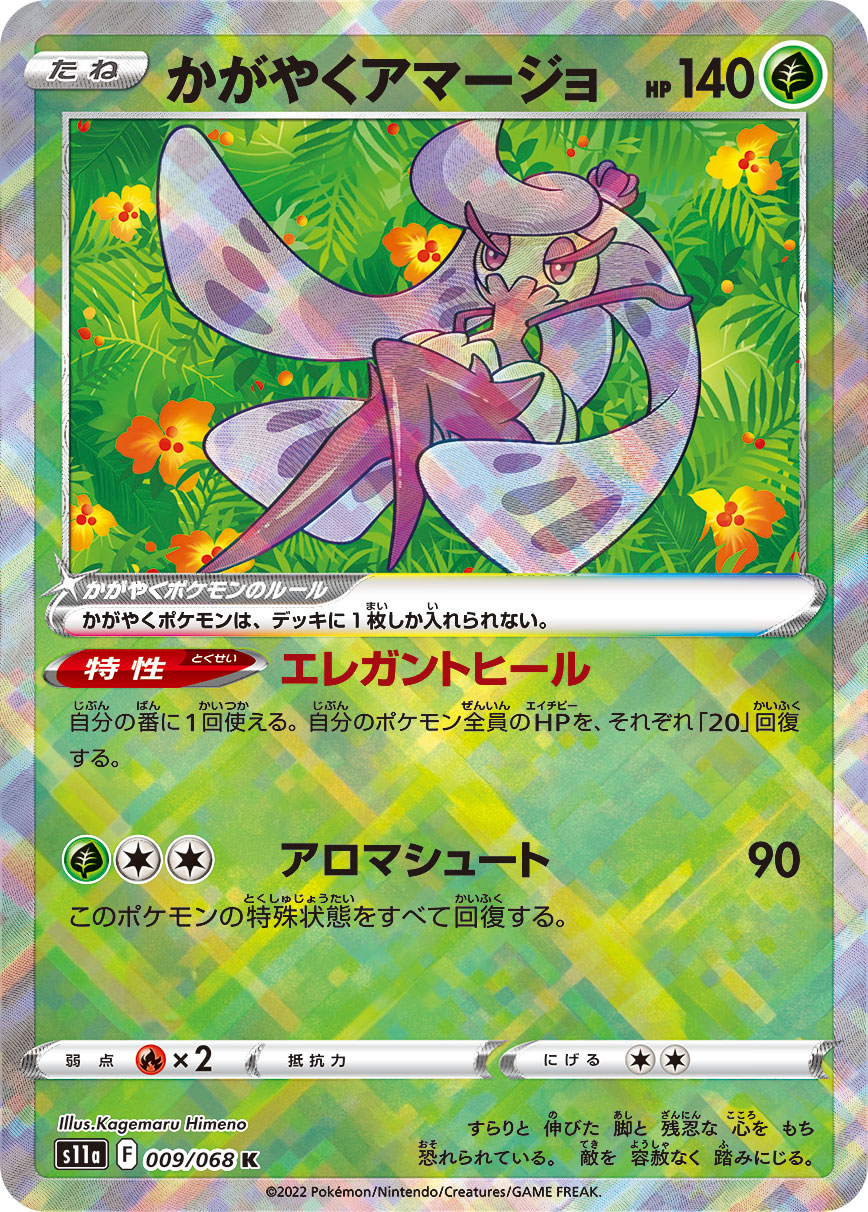 たね かがやくアマージョ HP 140
かがやくポケモンのルール
かがやくポケモンは、デッキに1枚しか入れられない。
特性 とくせい エレガントヒール
自分の番に1回使える。自分のポケモン全員のHPを、それぞれ「20」回復
する。
アロマシュート 90
このポケモンの特殊状態をすべて回復する。
弱点 ×2 抵抗力 にげる
Illus.Kagemaru Himeno
すらりと 伸びた 脚と 残忍な 心を もち
恐れられている。 敵を 容赦なく 踏みにじる。
s11a F 009/068 K
©2022 Pokémon/Nintendo/Creatures/GAME FREAK.